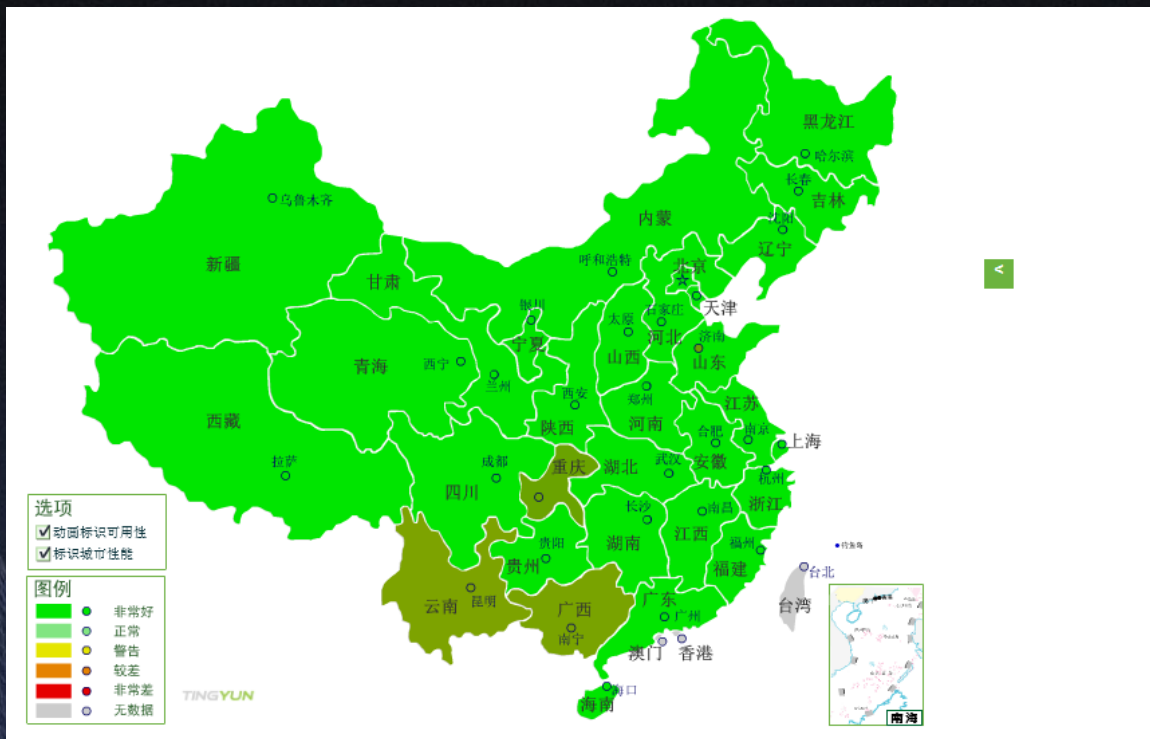 黑龙江
哈尔滨
长春
吉林
沈阳
辽宁
内蒙
呼和浩特
北京
天津
乌鲁木齐
新疆
甘肃
银川
宁夏
太原
石家庄
河北
济南
山东
山西
青海
西宁
兰州
西安
陕西
郑州
河南
江苏
南京
合肥
安徽
上海
西藏
拉萨
成都
四川
重庆
湖北
武汉
杭州
浙江
长沙
湖南
南昌
江西
福州
福建
贵阳
贵州
钓鱼岛
台北
台湾
云南
昆明
广西
南宁
广东
广州
澳门
香港
海口
海南
南海
<
选项
动画标识可用性
标识城市性能
图例
非常好
正常
警告
较差
非常差
无数据
TINGYUN